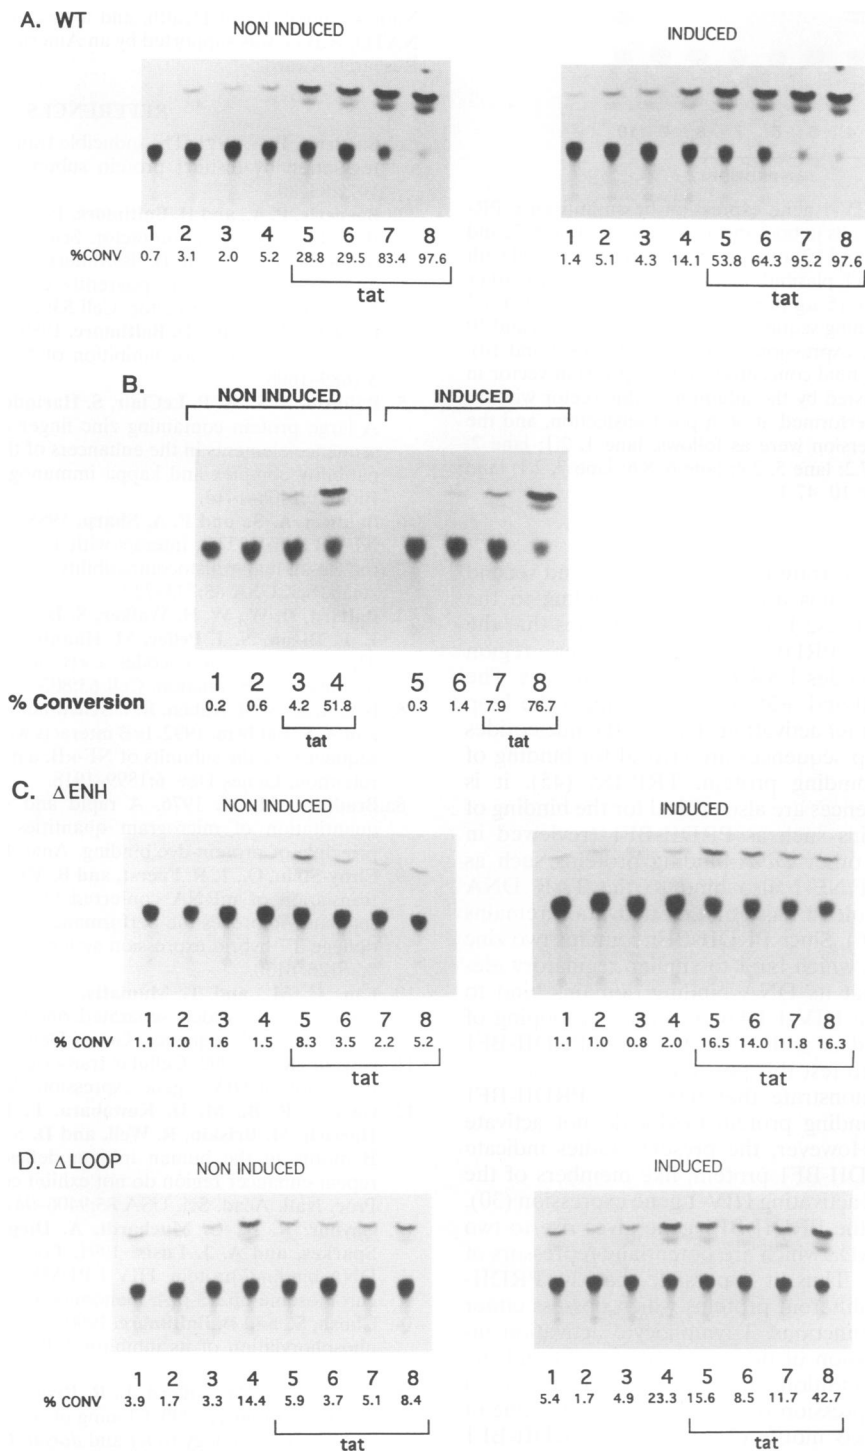 A. WT
NON INDUCED
INDUCED
1 2 3 4 5 6 7 8
%CONV 0.7 3.1 2.0 5.2 28.8 29.5 83.4 97.6
tat
1 2 3 4 5 6 7 8
1.4 5.1 4.3 14.1 53.8 64.3 95.2 97.6
tat
B.
NON INDUCED
INDUCED
1 2 3 4 5 6 7 8
% Conversion 0.2 0.6 4.2 51.8 0.3 1.4 7.9 76.7
tat
tat
C. ΔENH
NON INDUCED
INDUCED
1 2 3 4 5 6 7 8
% CONV 1.1 1.0 1.6 1.5 8.3 3.5 2.2 5.2
tat
1 2 3 4 5 6 7 8
1.1 1.0 0.8 2.0 16.5 14.0 11.8 16.3
tat
D. ΔLOOP
NON INDUCED
INDUCED
1 2 3 4 5 6 7 8
% CONV 3.9 1.7 3.3 14.4 5.9 3.7 5.1 8.4
tat
1 2 3 4 5 6 7 8
5.4 1.7 4.9 23.3 15.6 8.5 11.7 42.7
tat